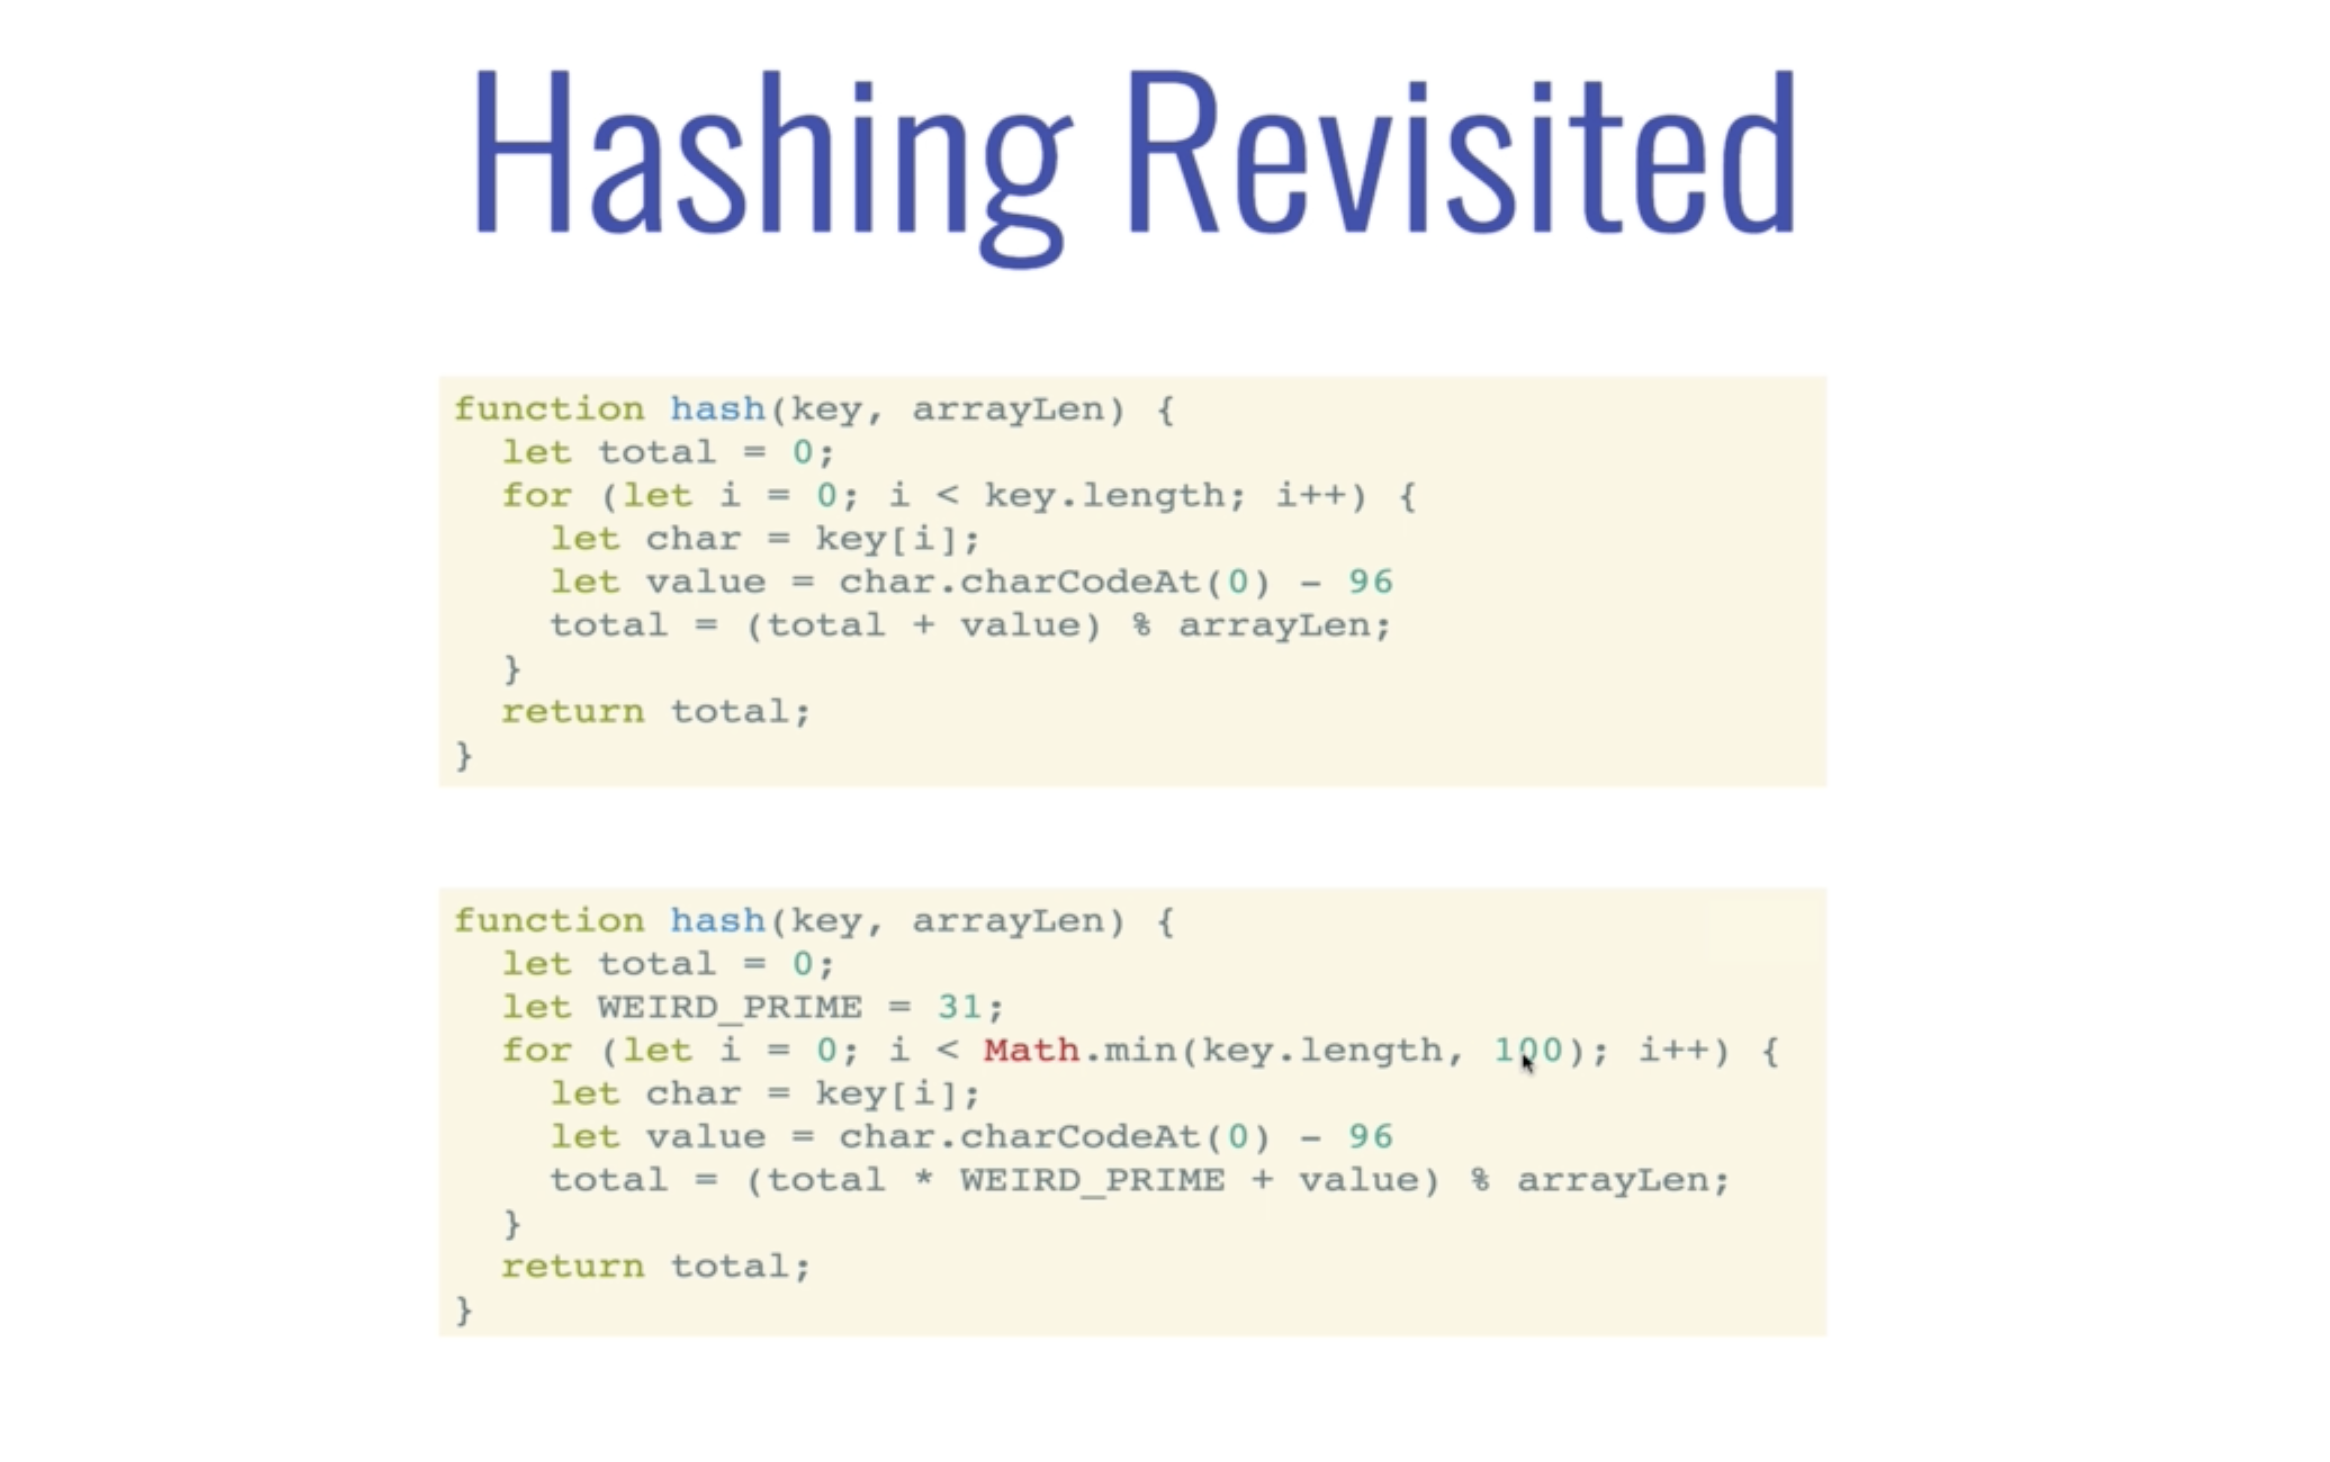 Hashing Revisited
function hash(key, arrayLen) {
  let total = 0;
  for (let i = 0; i < key.length; i++) {
    let char = key[i];
    let value = char.charCodeAt(0) - 96
    total = (total + value) % arrayLen;
  }
  return total;
}
function hash(key, arrayLen) {
  let total = 0;
  let WEIRD_PRIME = 31;
  for (let i = 0; i < Math.min(key.length, 100); i++) {
    let char = key[i];
    let value = char.charCodeAt(0) - 96
    total = (total * WEIRD_PRIME + value) % arrayLen;
  }
  return total;
}